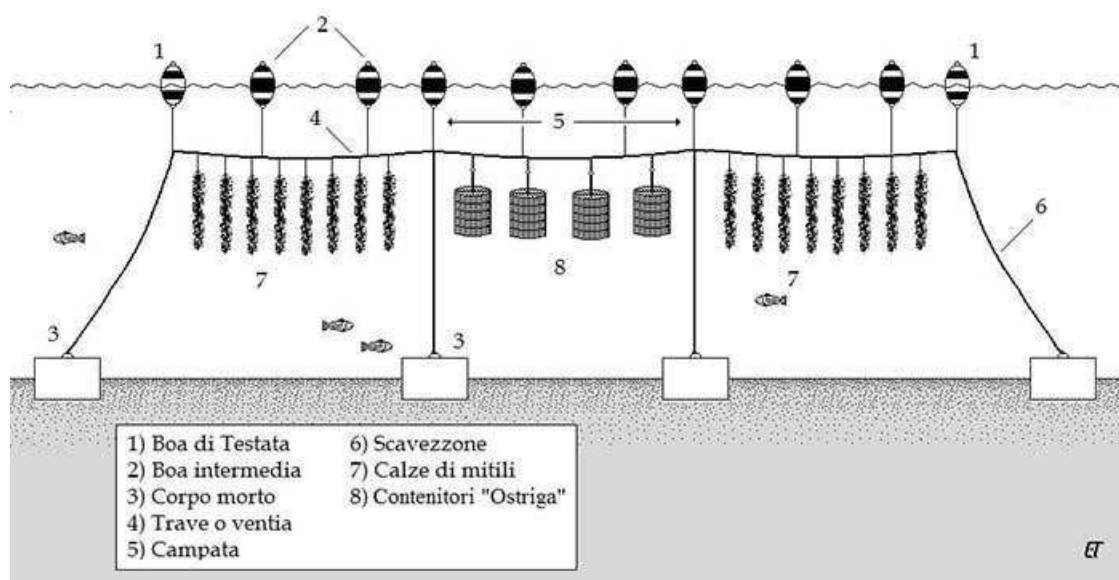 2
1
1
4
5
6
7
8
7
3
3
1) Boa di Testata
2) Boa intermedia
3) Corpo morto
4) Trave o ventia
5) Campata
6) Scavezzone
7) Calze di mitili
8) Contenitori "Ostriga"
ET